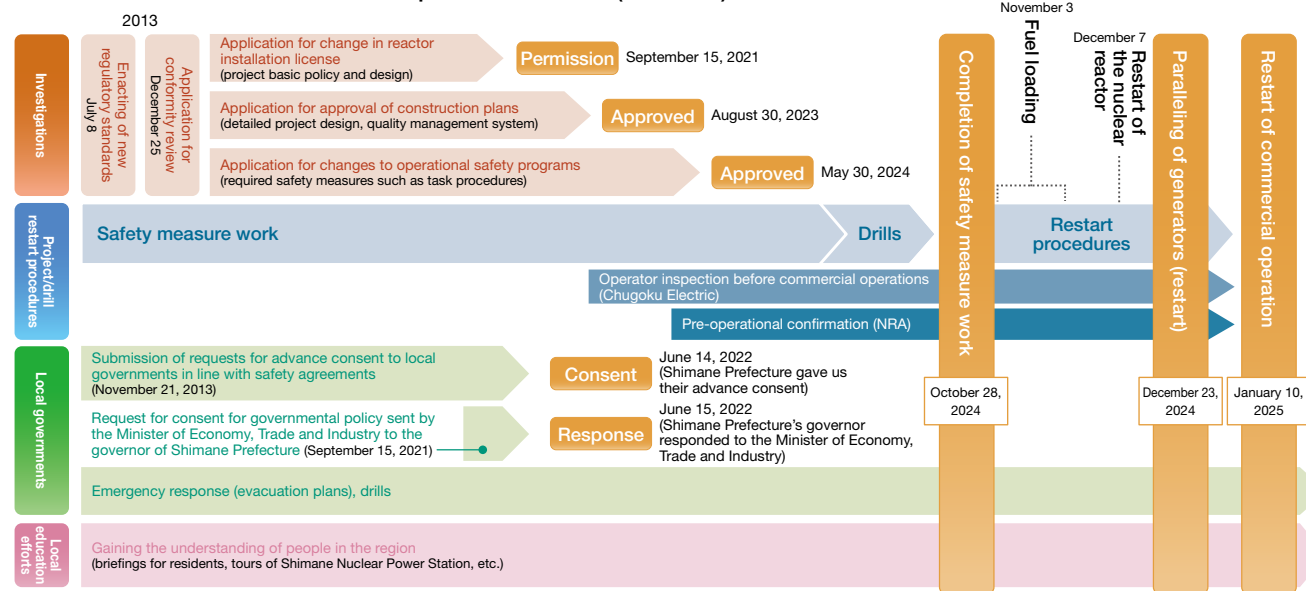 2013
Investigations
Enacting of new
regulatory standards
July 8
Application for
conformity review
December 25
Application for change in reactor
installation license
(project basic policy and design)
Permission
September 15, 2021
Application for approval of construction plans
(detailed project design, quality management system)
Approved
August 30, 2023
Application for changes to operational safety programs
(required safety measures such as task procedures)
Approved
May 30, 2024
Completion of safety measure work
October 28,
2024
November 3
Fuel loading
December 7
Restart of
the nuclear
reactor
Paralleling of generators (restart)
December 23,
2024
Restart of commercial operation
January 10,
2025
Project/drill
restart procedures
Safety measure work
Drills
Restart
procedures
Operator inspection before commercial operations
(Chugoku Electric)
Pre-operational confirmation (NRA)
Local governments
Submission of requests for advance consent to local
governments in line with safety agreements
(November 21, 2013)
Consent
June 14, 2022
(Shimane Prefecture gave us
their advance consent)
Request for consent for governmental policy sent by
the Minister of Economy, Trade and Industry to the
governor of Shimane Prefecture (September 15, 2021)
Response
June 15, 2022
(Shimane Prefecture's governor
responded to the Minister of Economy,
Trade and Industry)
Emergency response (evacuation plans), drills
Local
education
efforts
Gaining the understanding of people in the region
(briefings for residents, tours of Shimane Nuclear Power Station, etc.)